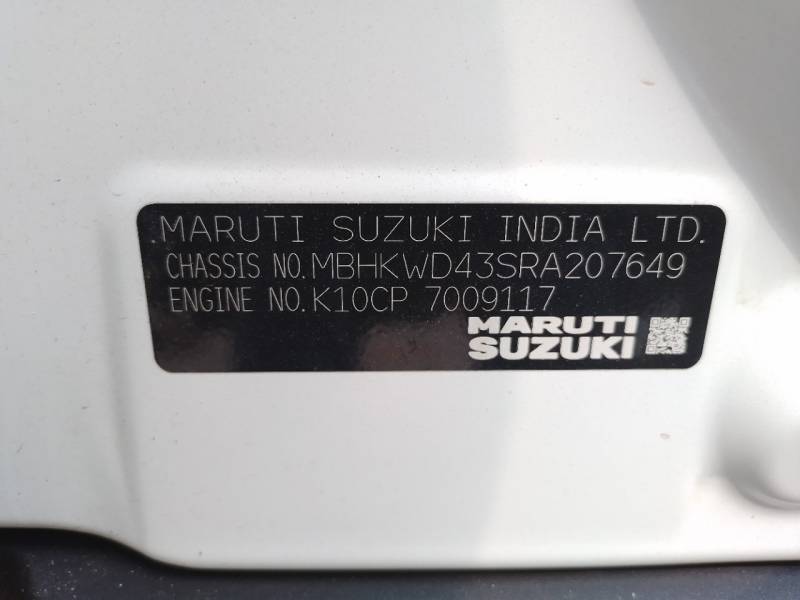 MARUTI SUZUKI INDIA LTD.
CHASSIS NO.MBHKWD43SRA207649
ENGINE NO.K10CP 7009117
MARUTI
SUZUKI